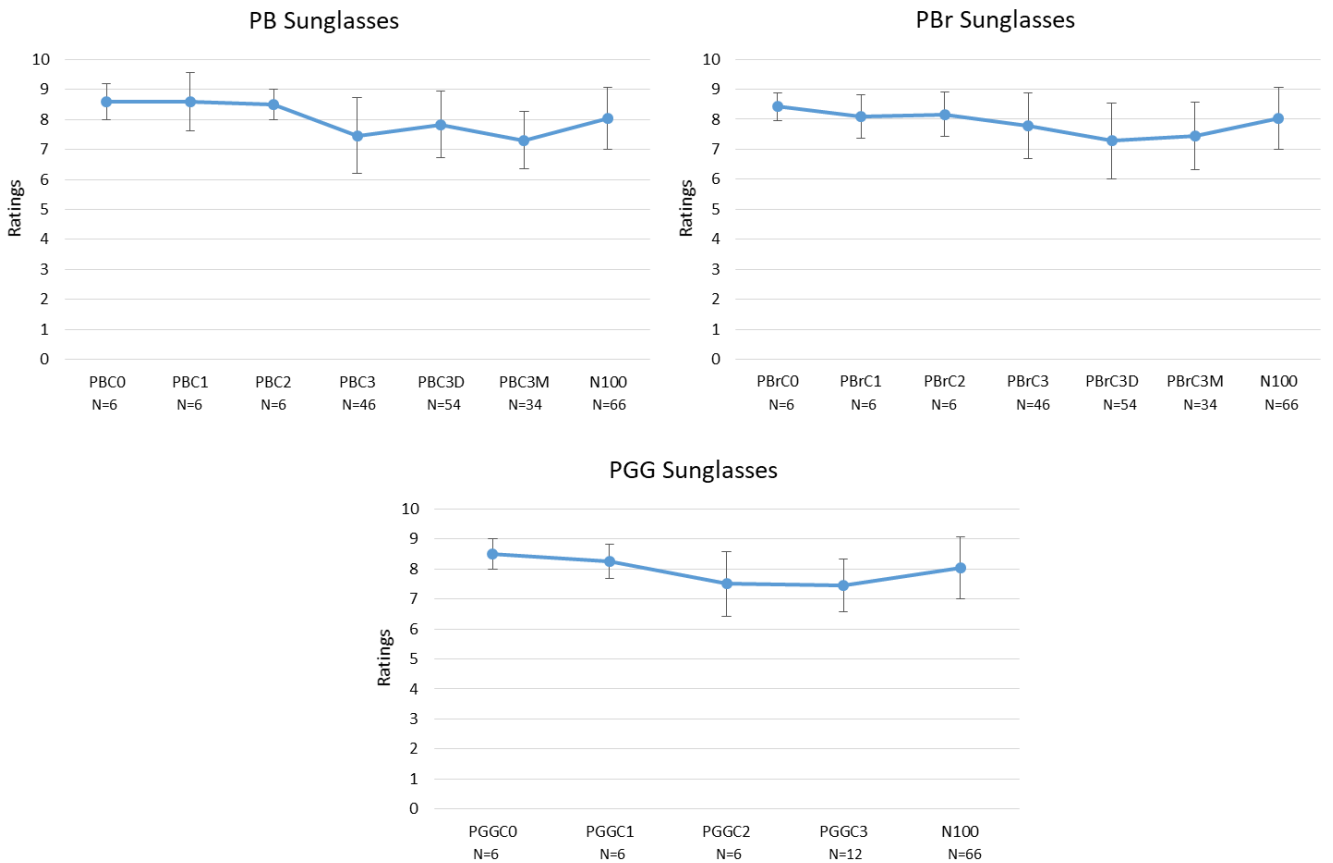 PB Sunglasses
10
9
8
7
6
5
4
3
2
1
0
Ratings
PBC0 PBC1 PBC2 PBC3 PBC3D PBC3M N100
N=6 N=6 N=6 N=46 N=54 N=34 N=66
PBr Sunglasses
10
9
8
7
6
5
4
3
2
1
0
Ratings
PBrC0 PBrC1 PBrC2 PBrC3 PBrC3D PBrC3M N100
N=6 N=6 N=6 N=46 N=54 N=34 N=66
PGG Sunglasses
10
9
8
7
6
5
4
3
2
1
0
Ratings
PGGC0 PGGC1 PGGC2 PGGC3 N100
N=6 N=6 N=6 N=12 N=66